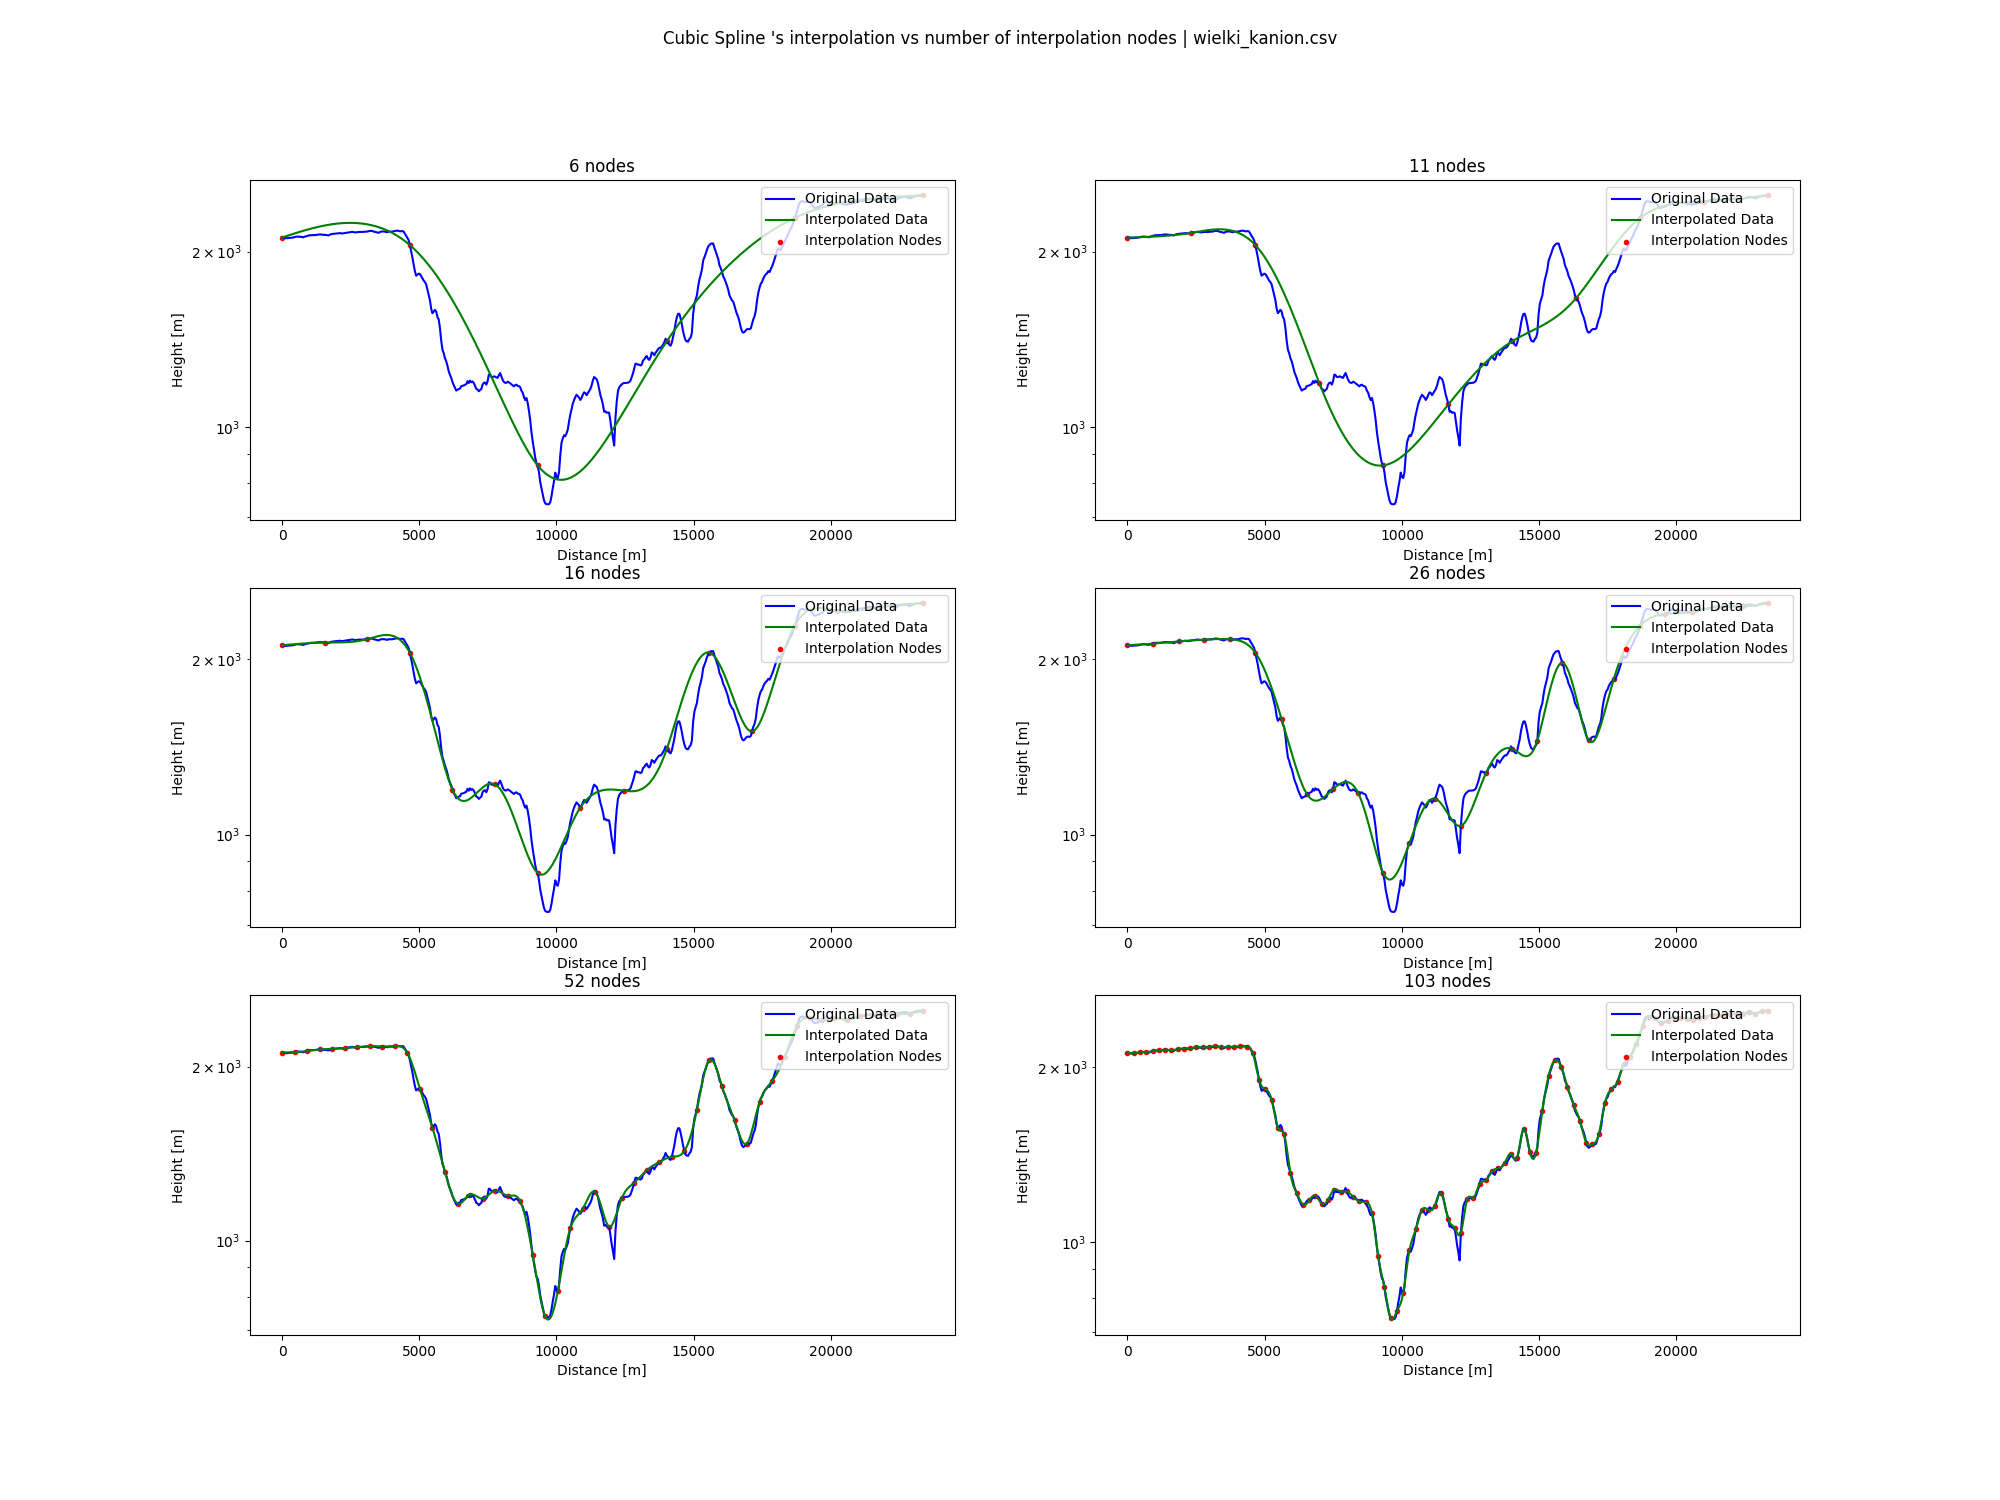 Cubic Spline 's interpolation vs number of interpolation nodes | wielki_kanion.csv
6 nodes
Original Data
Interpolated Data
Interpolation Nodes
Height [m]
2 × 10³
10³
0 5000 10000 15000 20000
Distance [m]
11 nodes
Original Data
Interpolated Data
Interpolation Nodes
Height [m]
2 × 10³
10³
0 5000 10000 15000 20000
Distance [m]
16 nodes
Original Data
Interpolated Data
Interpolation Nodes
Height [m]
2 × 10³
10³
0 5000 10000 15000 20000
Distance [m]
26 nodes
Original Data
Interpolated Data
Interpolation Nodes
Height [m]
2 × 10³
10³
0 5000 10000 15000 20000
Distance [m]
52 nodes
Original Data
Interpolated Data
Interpolation Nodes
Height [m]
2 × 10³
10³
0 5000 10000 15000 20000
Distance [m]
103 nodes
Original Data
Interpolated Data
Interpolation Nodes
Height [m]
2 × 10³
10³
0 5000 10000 15000 20000
Distance [m]